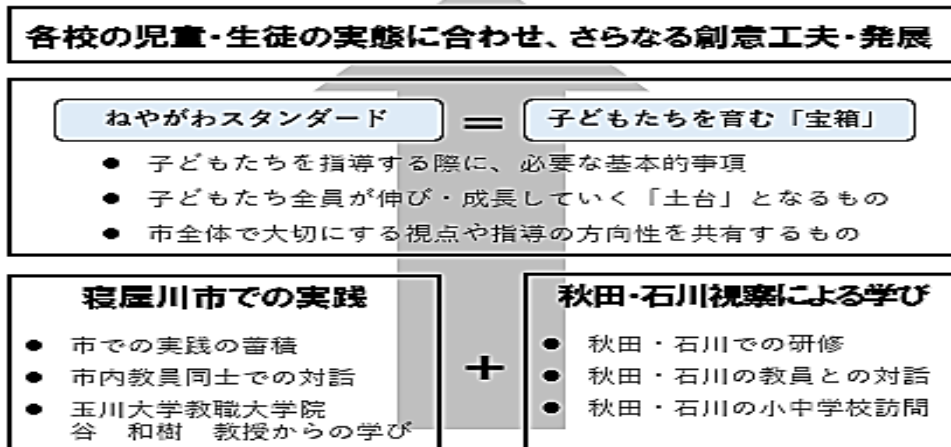 各校の児童・生徒の実態に合わせ、さらなる創意工夫・発展
ねやがわスタンダード = 子どもたちを育む「宝箱」
● 子どもたちを指導する際に、必要な基本的事項
● 子どもたち全員が伸び・成長していく「土台」となるもの
● 市全体で大切にする視点や指導の方向性を共有するもの
寝屋川市での実践
● 市での実践の蓄積
● 市内教員同士での対話
● 玉川大学教職大学院
谷 和樹 教授からの学び
+
秋田・石川視察による学び
● 秋田・石川での研修
● 秋田・石川の教員との対話
● 秋田・石川の小中学校訪問